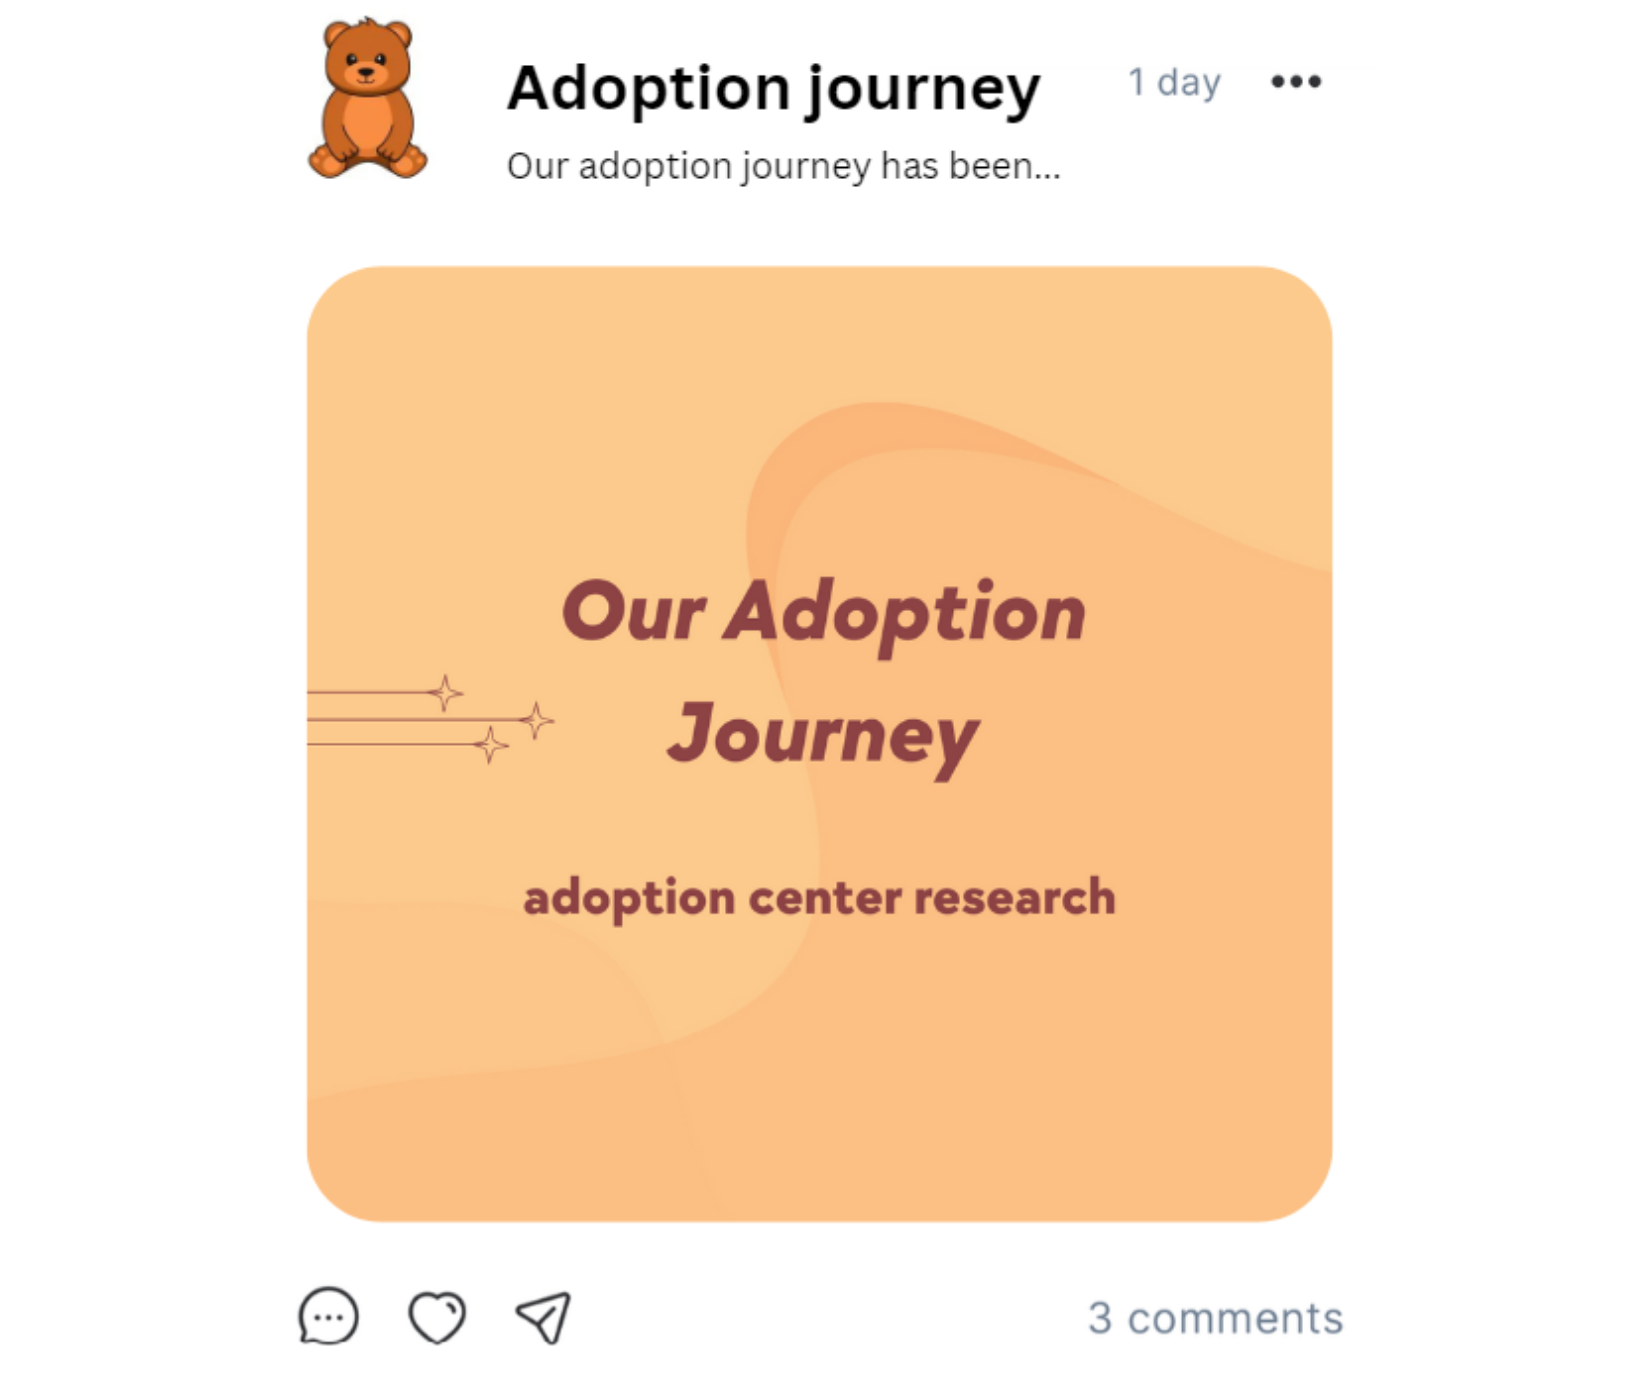 Adoption journey
1 day
Our adoption journey has been...
Our Adoption
Journey
adoption center research
3 comments